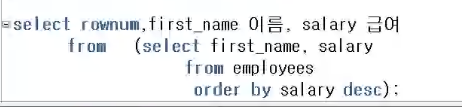 select rownum,first_name 이름, salary 급여
from (select first_name, salary
from employees
order by salary desc);